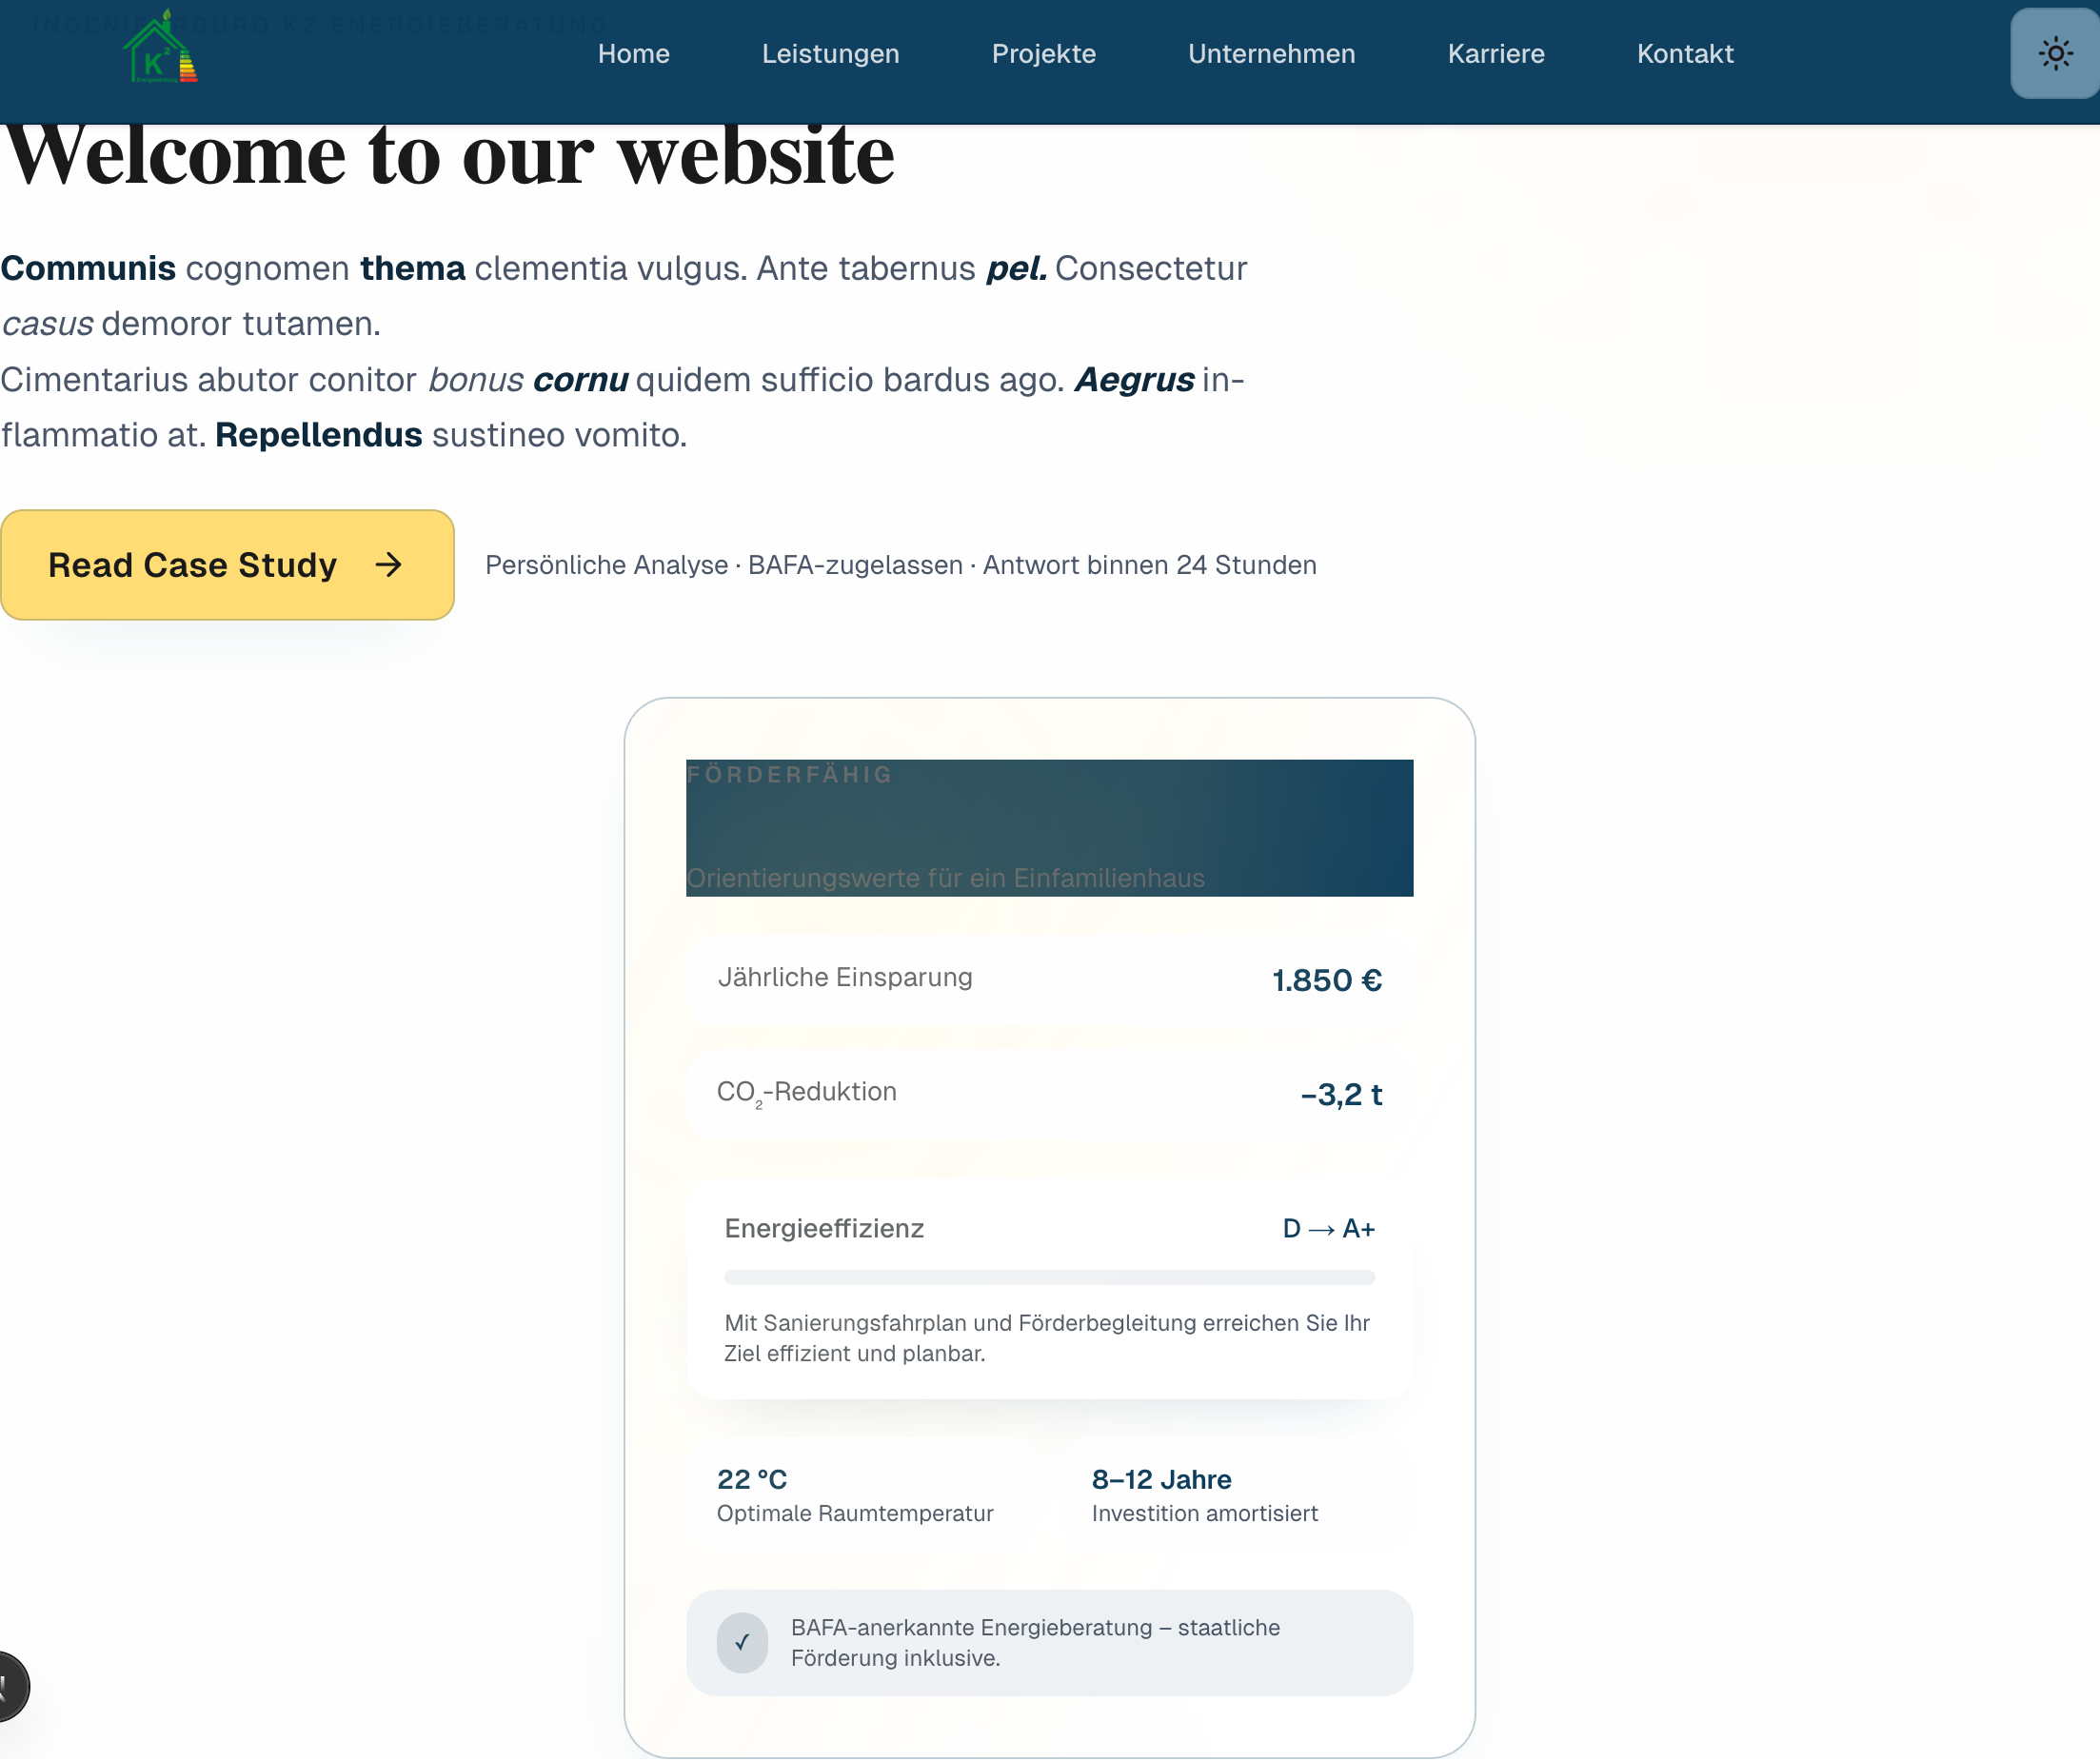 INGENIEURBÜRO K2 ENERGIEBERATUNG
K2
Home
Leistungen
Projekte
Unternehmen
Karriere
Kontakt
Welcome to our website
Communis cognomen thema clementia vulgus. Ante tabernus pel. Consectetur
casus demoror tutamen.
Cimentarius abutor conitor bonus cornu quidem sufficio bardus ago. Aegrus in-
flammatio at. Repellendus sustineo vomito.
Read Case Study →
Persönliche Analyse · BAFA-zugelassen · Antwort binnen 24 Stunden
FÖRDERFÄHIG
Orientierungswerte für ein Einfamilienhaus
Jährliche Einsparung
1.850 €
CO₂-Reduktion
−3,2 t
Energieeffizienz
D → A+
Mit Sanierungsfahrplan und Förderbegleitung erreichen Sie Ihr
Ziel effizient und planbar.
22 °C
Optimale Raumtemperatur
8–12 Jahre
Investition amortisiert
✓
BAFA-anerkannte Energieberatung – staatliche
Förderung inklusive.